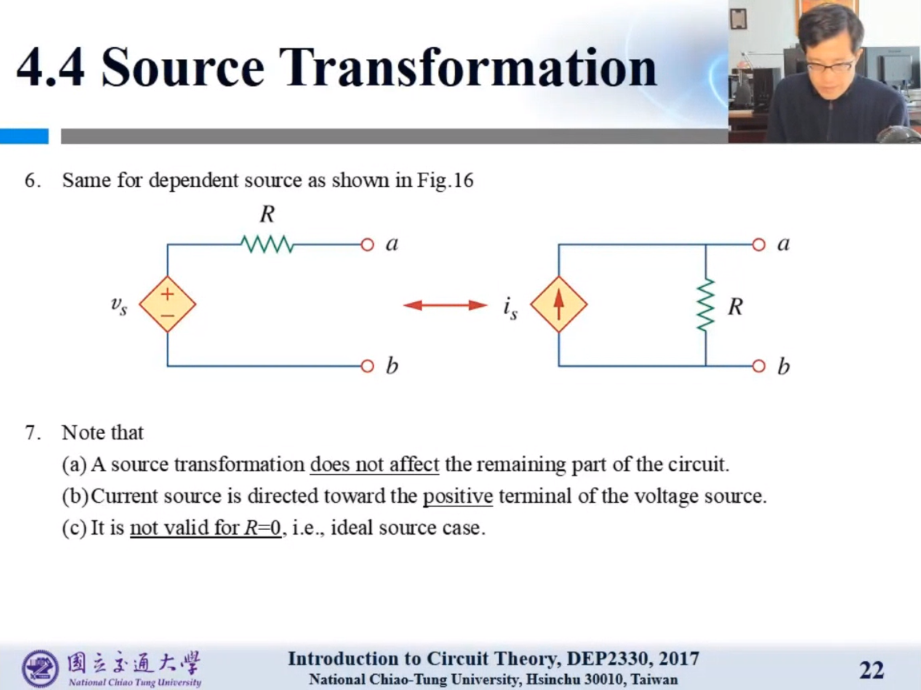 4.4 Source Transformation
6. Same for dependent source as shown in Fig.16
R
a
vs
+
−
b
is
a
R
b
7. Note that
(a) A source transformation does not affect the remaining part of the circuit.
(b) Current source is directed toward the positive terminal of the voltage source.
(c) It is not valid for R=0, i.e., ideal source case.
國立交通大學
National Chiao Tung University
Introduction to Circuit Theory, DEP2330, 2017
National Chiao-Tung University, Hsinchu 30010, Taiwan
22